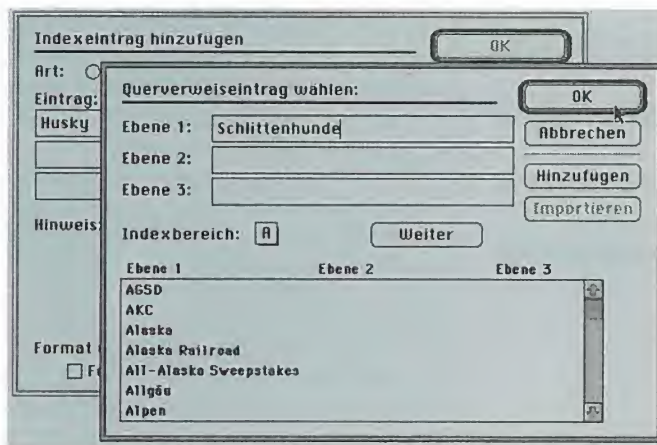 Indexeintrag hinzufügen
OK
Art:
Eintrag:
Husky
Hinweis:
Format
Querverweiseintrag wählen:
OK
Ebene 1: Schlittenhunde
Abbrechen
Ebene 2:
Ebene 3:
Hinzufügen
Importieren
Indexbereich: A Weiter
Ebene 1 Ebene 2 Ebene 3
AGSD
AKC
Alaska
Alaska Railroad
All-Alaska Sweepstakes
Allgäu
Alpen